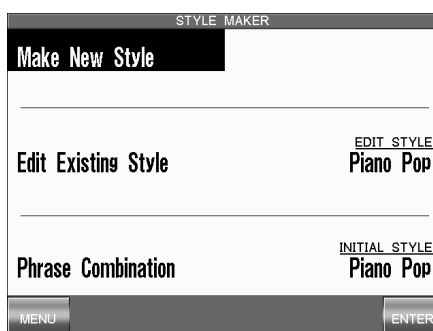 STYLE MAKER
Make New Style
EDIT STYLE
Edit Existing Style Piano Pop
INITIAL STYLE
Phrase Combination Piano Pop
MENU ENTER